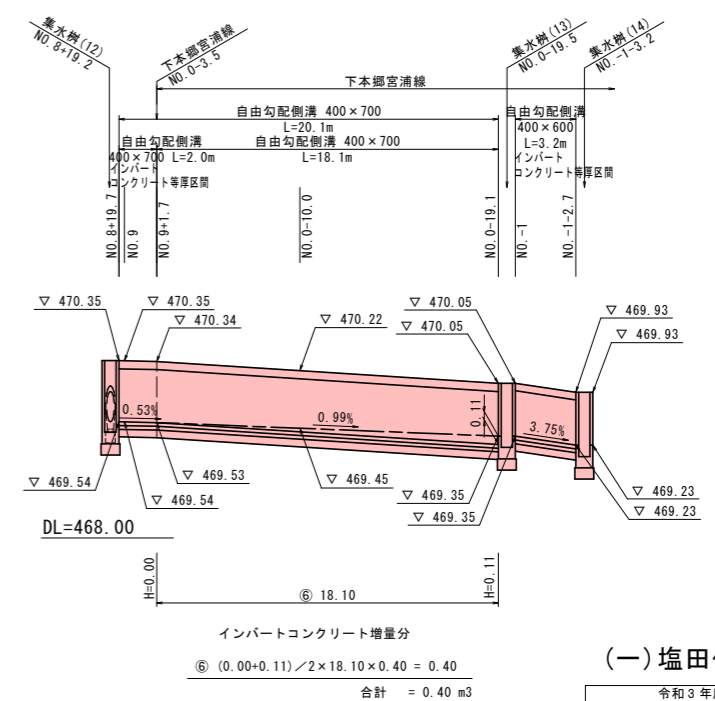 集水桝(12)
NO.8+19.2
下本郷宮浦線
NO.0-3.5
集水桝(13)
NO.0-19.5
集水桝(14)
NO.-1-3.2
下本郷宮浦線
自由勾配側溝 400×700
L=20.1m
自由勾配側溝
400×600
L=3.2m
インバート
コンクリート等厚区間
自由勾配側溝
400×700 L=2.0m
インバート
コンクリート等厚区間
自由勾配側溝 400×700
L=18.1m
NO.8+19.7
NO.9
NO.9+1.7
NO.0-10.0
NO.0-19.1
NO.-1
NO.-1-2.7
▽ 470.35
▽ 470.35
▽ 470.34
▽ 470.22
▽ 470.05
▽ 470.05
▽ 469.93
▽ 469.93
0.53%
0.99%
0.11
3.75%
▽ 469.54
▽ 469.54
▽ 469.53
▽ 469.45
▽ 469.35
▽ 469.35
▽ 469.23
▽ 469.23
DL=468.00
H=0.00
⑥ 18.10
H=0.11
インバートコンクリート増量分
⑥ (0.00+0.11)/2×18.10×0.40 = 0.40
合計 = 0.40 m3
(一)塩田
令和3年